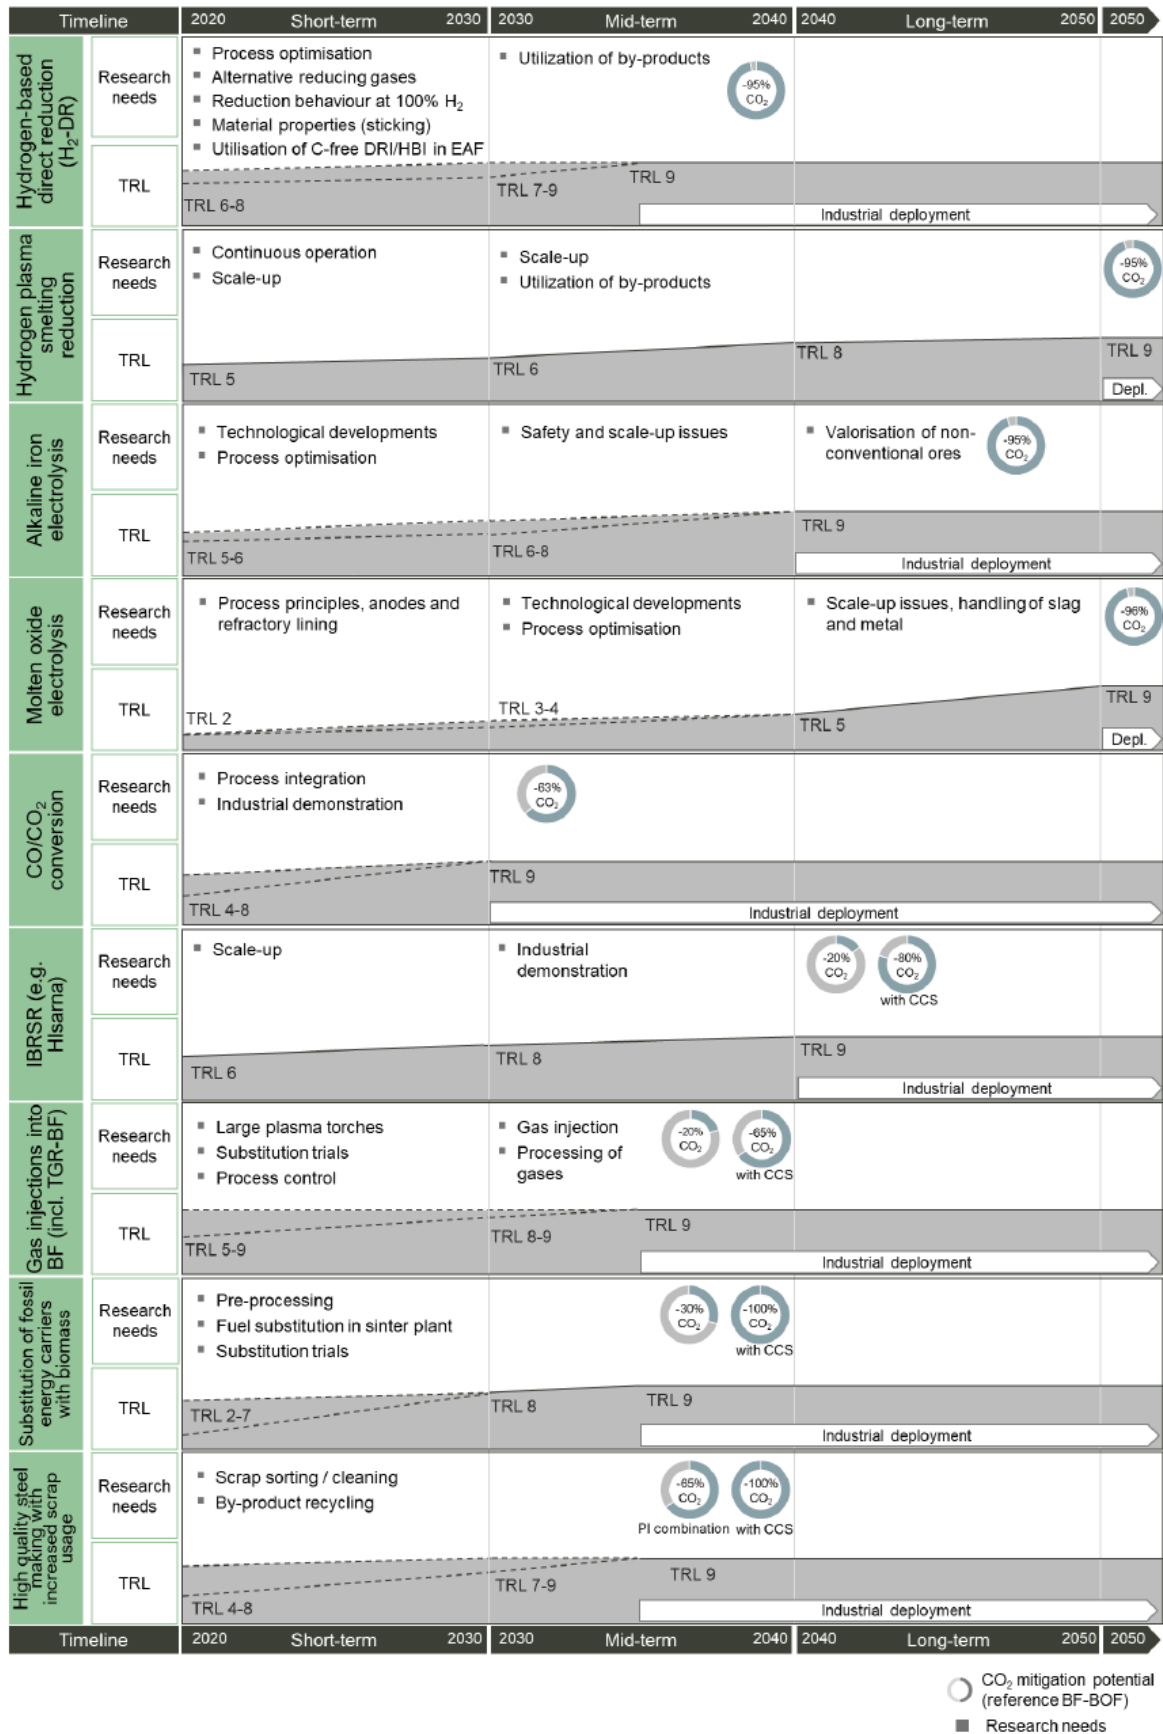 Timeline 2020 Short-term 2030 2030 Mid-term 2040 2040 Long-term 2050 2050
Hydrogen-based
direct reduction
(H₂-DR)
Research
needs
Process optimisation
Alternative reducing gases
Reduction behaviour at 100% H₂
Material properties (sticking)
Utilisation of C-free DRI/HBI in EAF
Utilization of by-products
-95%
CO₂
TRL
TRL 6-8
TRL 7-9
TRL 9
Industrial deployment
Hydrogen plasma
smelting
reduction
Research
needs
Continuous operation
Scale-up
Scale-up
Utilization of by-products
-95%
CO₂
TRL
TRL 5
TRL 6
TRL 8
TRL 9
Depl.
Alkaline iron
electrolysis
Research
needs
Technological developments
Process optimisation
Safety and scale-up issues
Valorisation of non-
conventional ores
-95%
CO₂
TRL
TRL 5-6
TRL 6-8
TRL 9
Industrial deployment
Molten oxide
electrolysis
Research
needs
Process principles, anodes and
refractory lining
Technological developments
Process optimisation
Scale-up issues, handling of slag
and metal
-96%
CO₂
TRL
TRL 2
TRL 3-4
TRL 5
TRL 9
Depl.
CO/CO₂
conversion
Research
needs
Process integration
Industrial demonstration
-63%
CO₂
TRL
TRL 4-8
TRL 9
Industrial deployment
IBRSR (e.g.
HIsarna)
Research
needs
Scale-up
Industrial
demonstration
-20%
CO₂
-80%
CO₂
with CCS
TRL
TRL 6
TRL 8
TRL 9
Industrial deployment
Gas injections into
BF (incl. TGR-BF)
Research
needs
Large plasma torches
Substitution trials
Process control
Gas injection
Processing of
gases
-20%
CO₂
-65%
CO₂
with CCS
TRL
TRL 5-9
TRL 8-9
TRL 9
Industrial deployment
Substitution of fossil
energy carriers
with biomass
Research
needs
Pre-processing
Fuel substitution in sinter plant
Substitution trials
-30%
CO₂
-100%
CO₂
with CCS
TRL
TRL 2-7
TRL 8
TRL 9
Industrial deployment
High quality steel
making with
increased scrap
usage
Research
needs
Scrap sorting / cleaning
By-product recycling
-65%
CO₂
PI combination
-100%
CO₂
with CCS
TRL
TRL 4-8
TRL 7-9
TRL 9
Industrial deployment
Timeline 2020 Short-term 2030 2030 Mid-term 2040 2040 Long-term 2050 2050
CO₂ mitigation potential
(reference BF-BOF)
Research needs